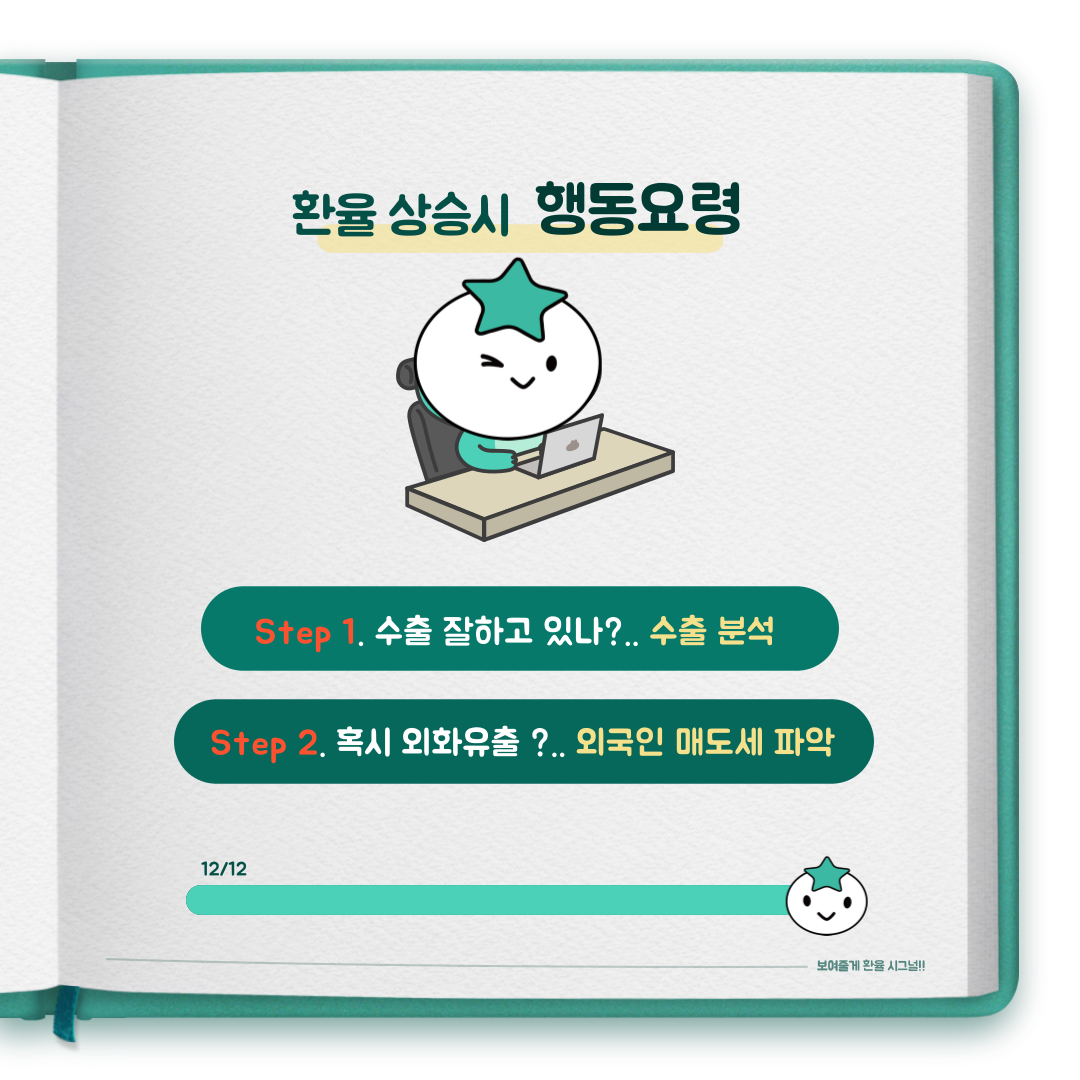 환율 상승시 행동요령
Step 1. 수출 잘하고 있나?.. 수출 분석
Step 2. 혹시 외화유출 ?.. 외국인 매도세 파악
12/12
보여줄게 환율 시그널!!